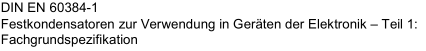 DIN EN 60384-1
Festkondensatoren zur Verwendung in Geräten der Elektronik – Teil 1:
Fachgrundspezifikation